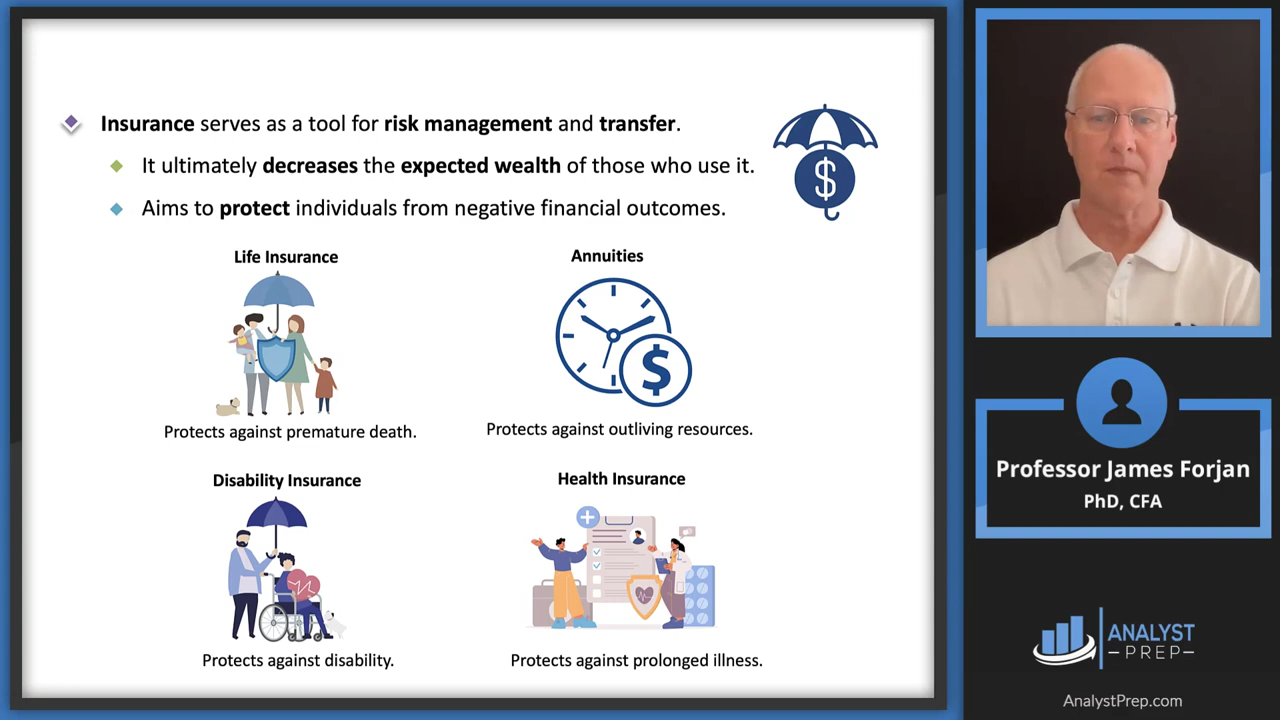 Insurance serves as a tool for risk management and transfer.
It ultimately decreases the expected wealth of those who use it.
Aims to protect individuals from negative financial outcomes.
Life Insurance
Protects against premature death.
Annuities
$
Protects against outliving resources.
Disability Insurance
Protects against disability.
Health Insurance
Protects against prolonged illness.
$
Professor James Forjan
PhD, CFA
ANALYST
PREP
AnalystPrep.com